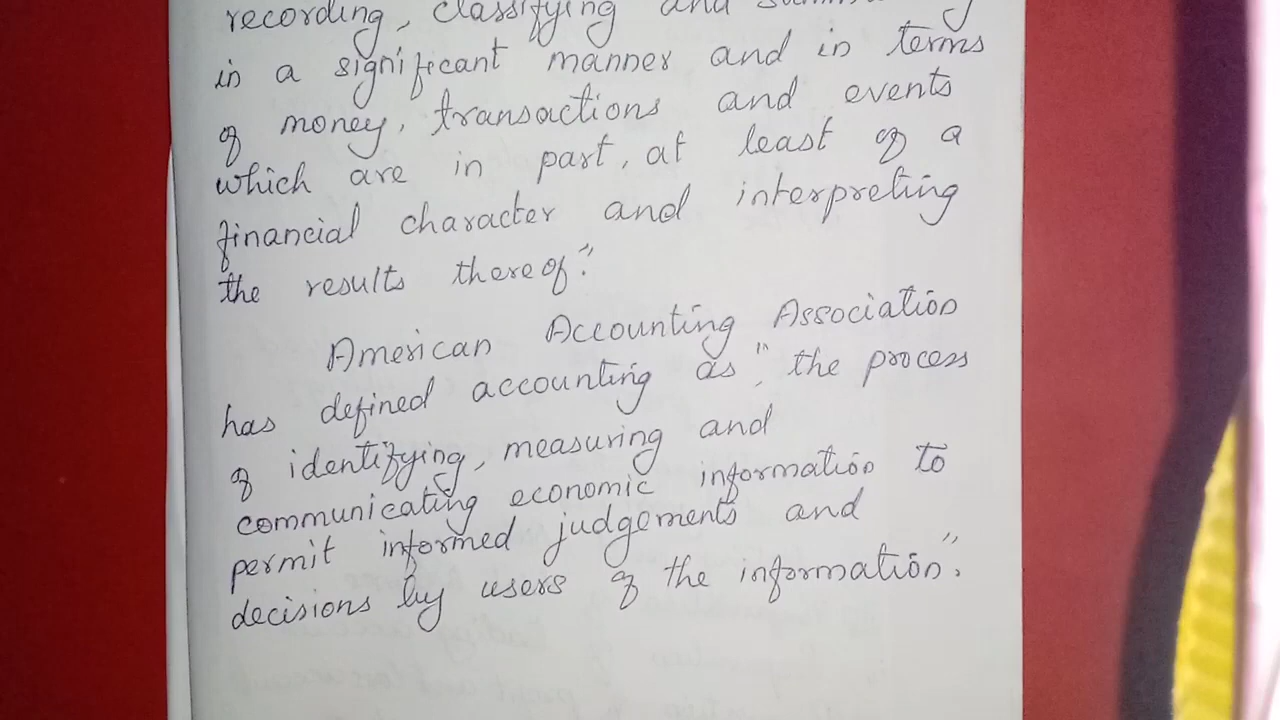 recording, classifying and
in a significant manner and in terms
of money, transactions and events
which are in part, at least of a
financial character and interpreting
the results thereof".
American Accounting Association
has defined accounting as, "the process
of identifying, measuring and
communicating economic information to
permit informed judgements and
decisions by users of the information".